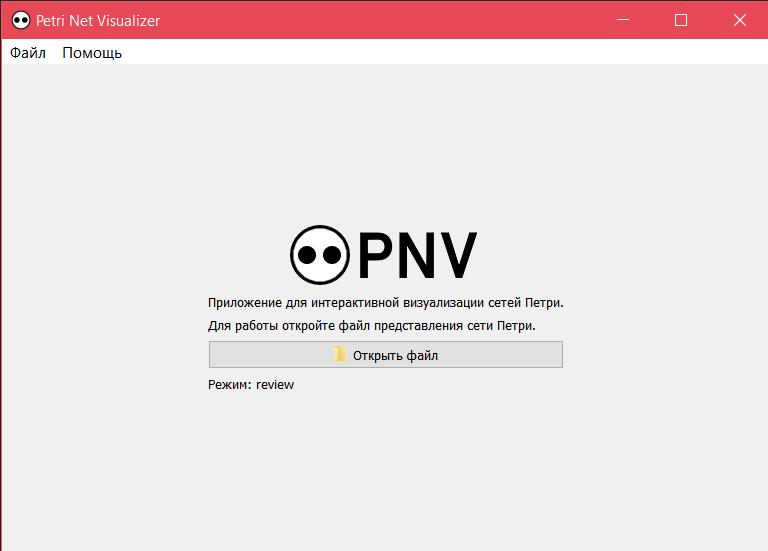 Petri Net Visualizer
Файл Помощь
PNV
Приложение для интерактивной визуализации сетей Петри.
Для работы откройте файл представления сети Петри.
Открыть файл
Режим: review